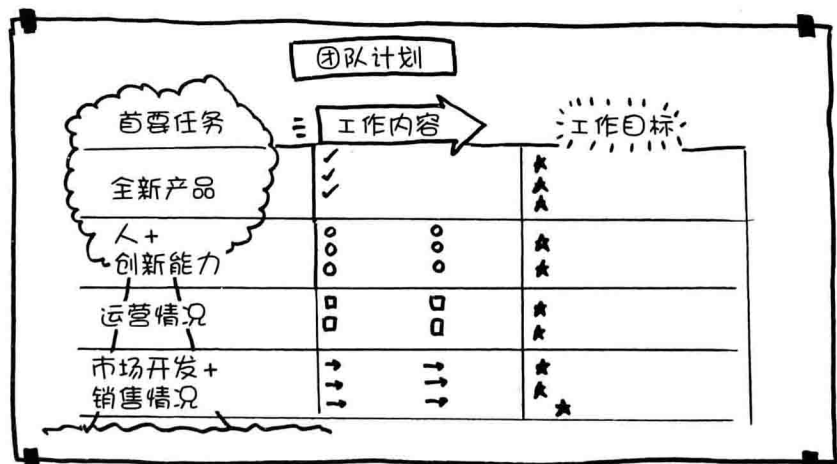 团队计划
首要任务
工作内容
工作目标
全新产品
人+
创新能力
运营情况
市场开发+
销售情况